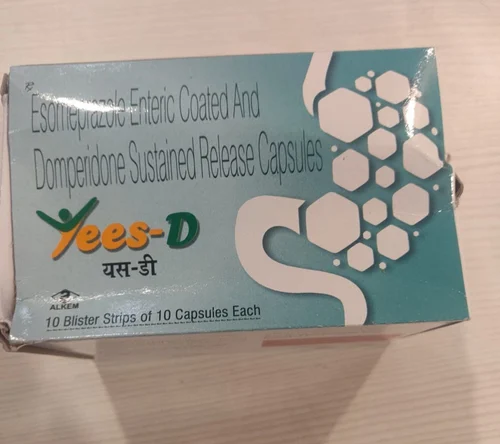 Esomeprazole Enteric Coated And
Domperidone Sustained Release Capsules
Yees-D
यस-डी
ALKEM
10 Blister Strips of 10 Capsules Each